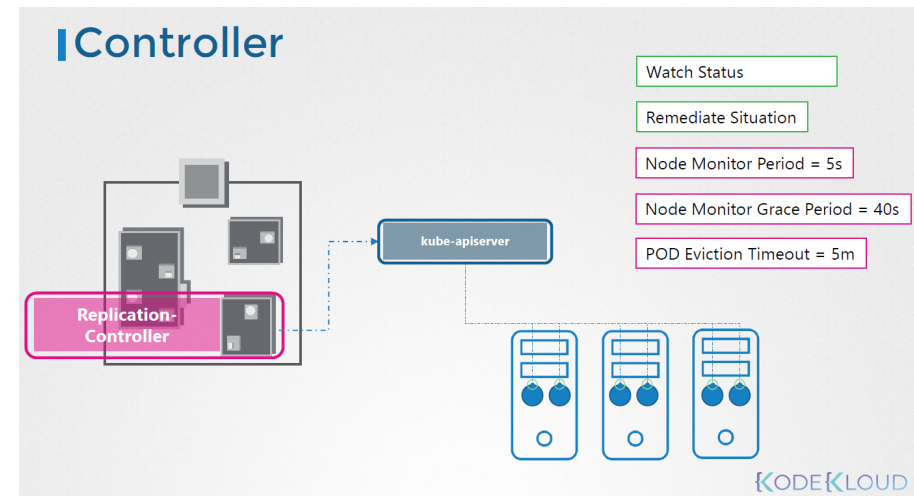 Controller
Watch Status
Remediate Situation
Node Monitor Period = 5s
Node Monitor Grace Period = 40s
POD Eviction Timeout = 5m
kube-apiserver
Replication-
Controller
KODEKLOUD